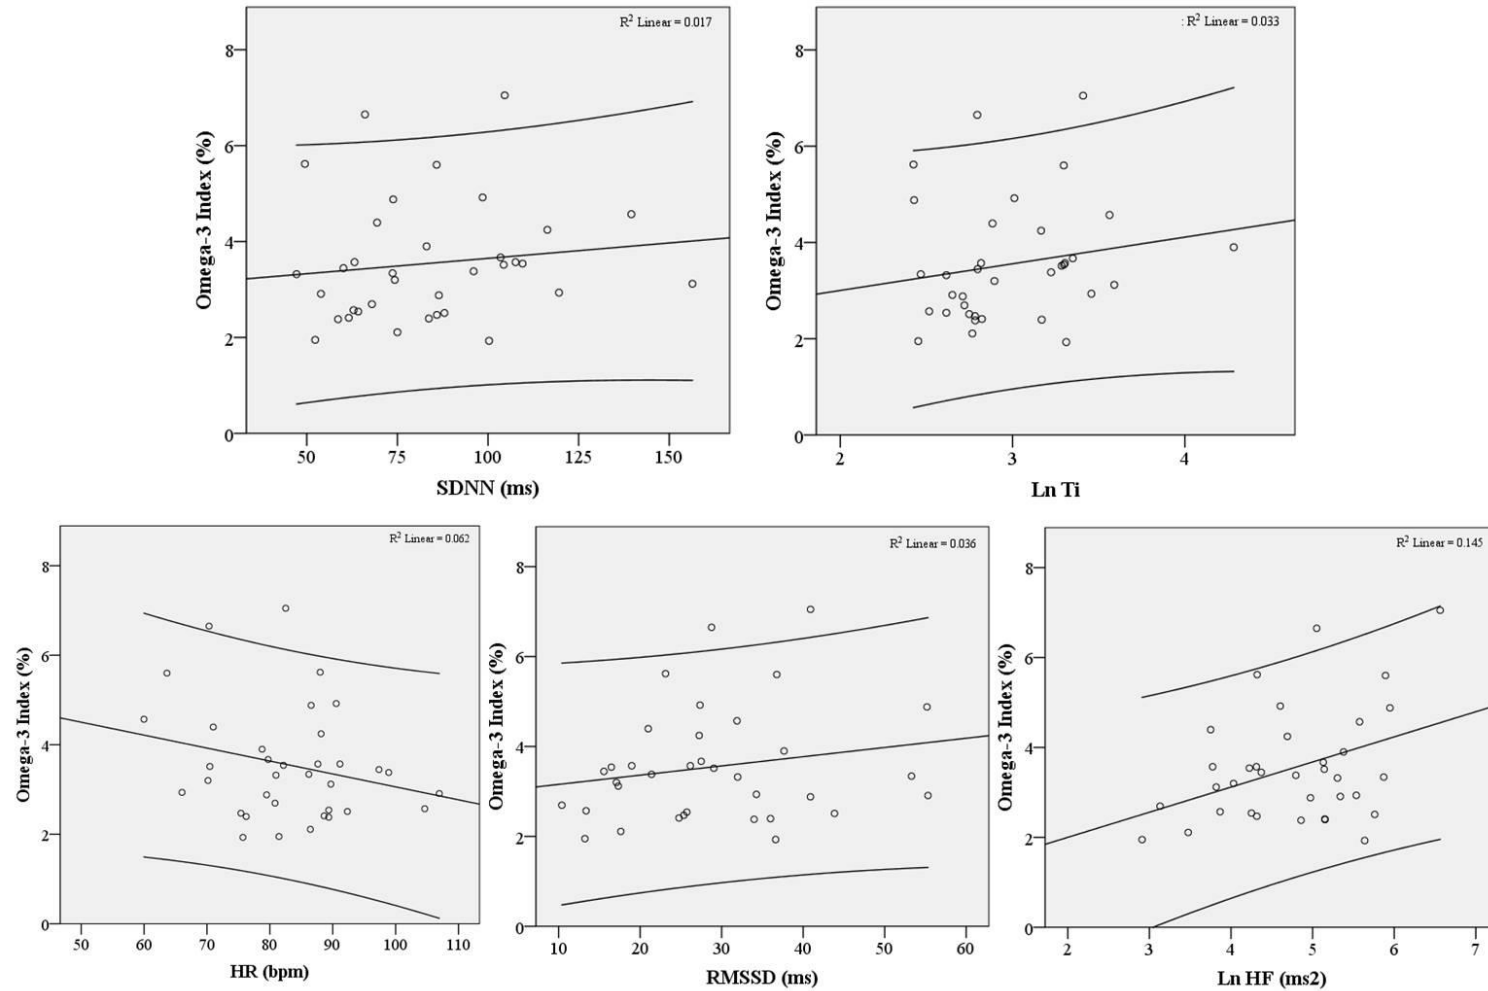 R² Linear = 0.017
8
6
4
2
0
Omega-3 Index (%)
50 75 100 125 150
SDNN (ms)
: R² Linear = 0.033
8
6
4
2
0
Omega-3 Index (%)
2 3 4
Ln Ti
R² Linear = 0.062
8
6
4
2
0
Omega-3 Index (%)
50 60 70 80 90 100 110
HR (bpm)
R² Linear = 0.036
8
6
4
2
0
Omega-3 Index (%)
10 20 30 40 50 60
RMSSD (ms)
R² Linear = 0.145
8
6
4
2
0
Omega-3 Index (%)
2 3 4 5 6 7
Ln HF (ms2)